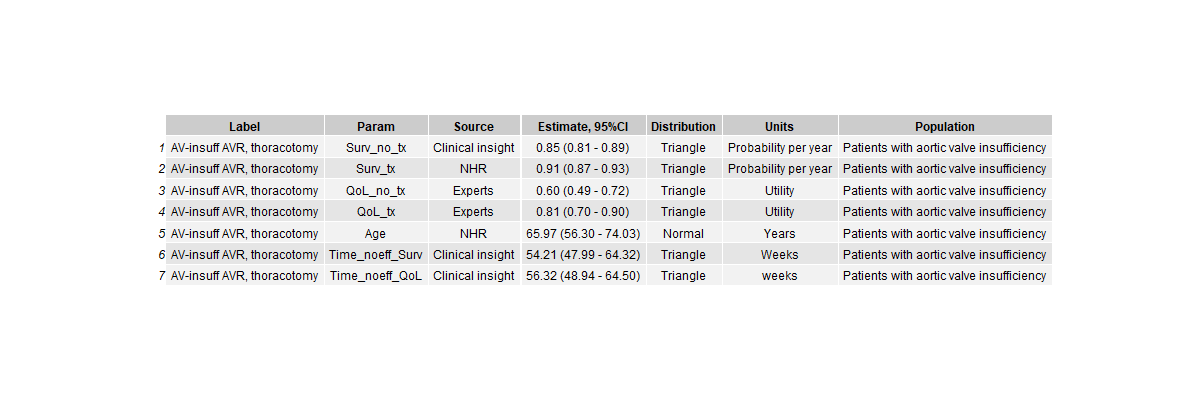 Label Param Source Estimate, 95%CI Distribution Units Population
1 AV-insuff AVR, thoracotomy Surv_no_tx Clinical insight 0.85 (0.81 - 0.89) Triangle Probability per year Patients with aortic valve insufficiency
2 AV-insuff AVR, thoracotomy Surv_tx NHR 0.91 (0.87 - 0.93) Triangle Probability per year Patients with aortic valve insufficiency
3 AV-insuff AVR, thoracotomy QoL_no_tx Experts 0.60 (0.49 - 0.72) Triangle Utility Patients with aortic valve insufficiency
4 AV-insuff AVR, thoracotomy QoL_tx Experts 0.81 (0.70 - 0.90) Triangle Utility Patients with aortic valve insufficiency
5 AV-insuff AVR, thoracotomy Age NHR 65.97 (56.30 - 74.03) Normal Years Patients with aortic valve insufficiency
6 AV-insuff AVR, thoracotomy Time_noeff_Surv Clinical insight 54.21 (47.99 - 64.32) Triangle Weeks Patients with aortic valve insufficiency
7 AV-insuff AVR, thoracotomy Time_noeff_QoL Clinical insight 56.32 (48.94 - 64.50) Triangle weeks Patients with aortic valve insufficiency